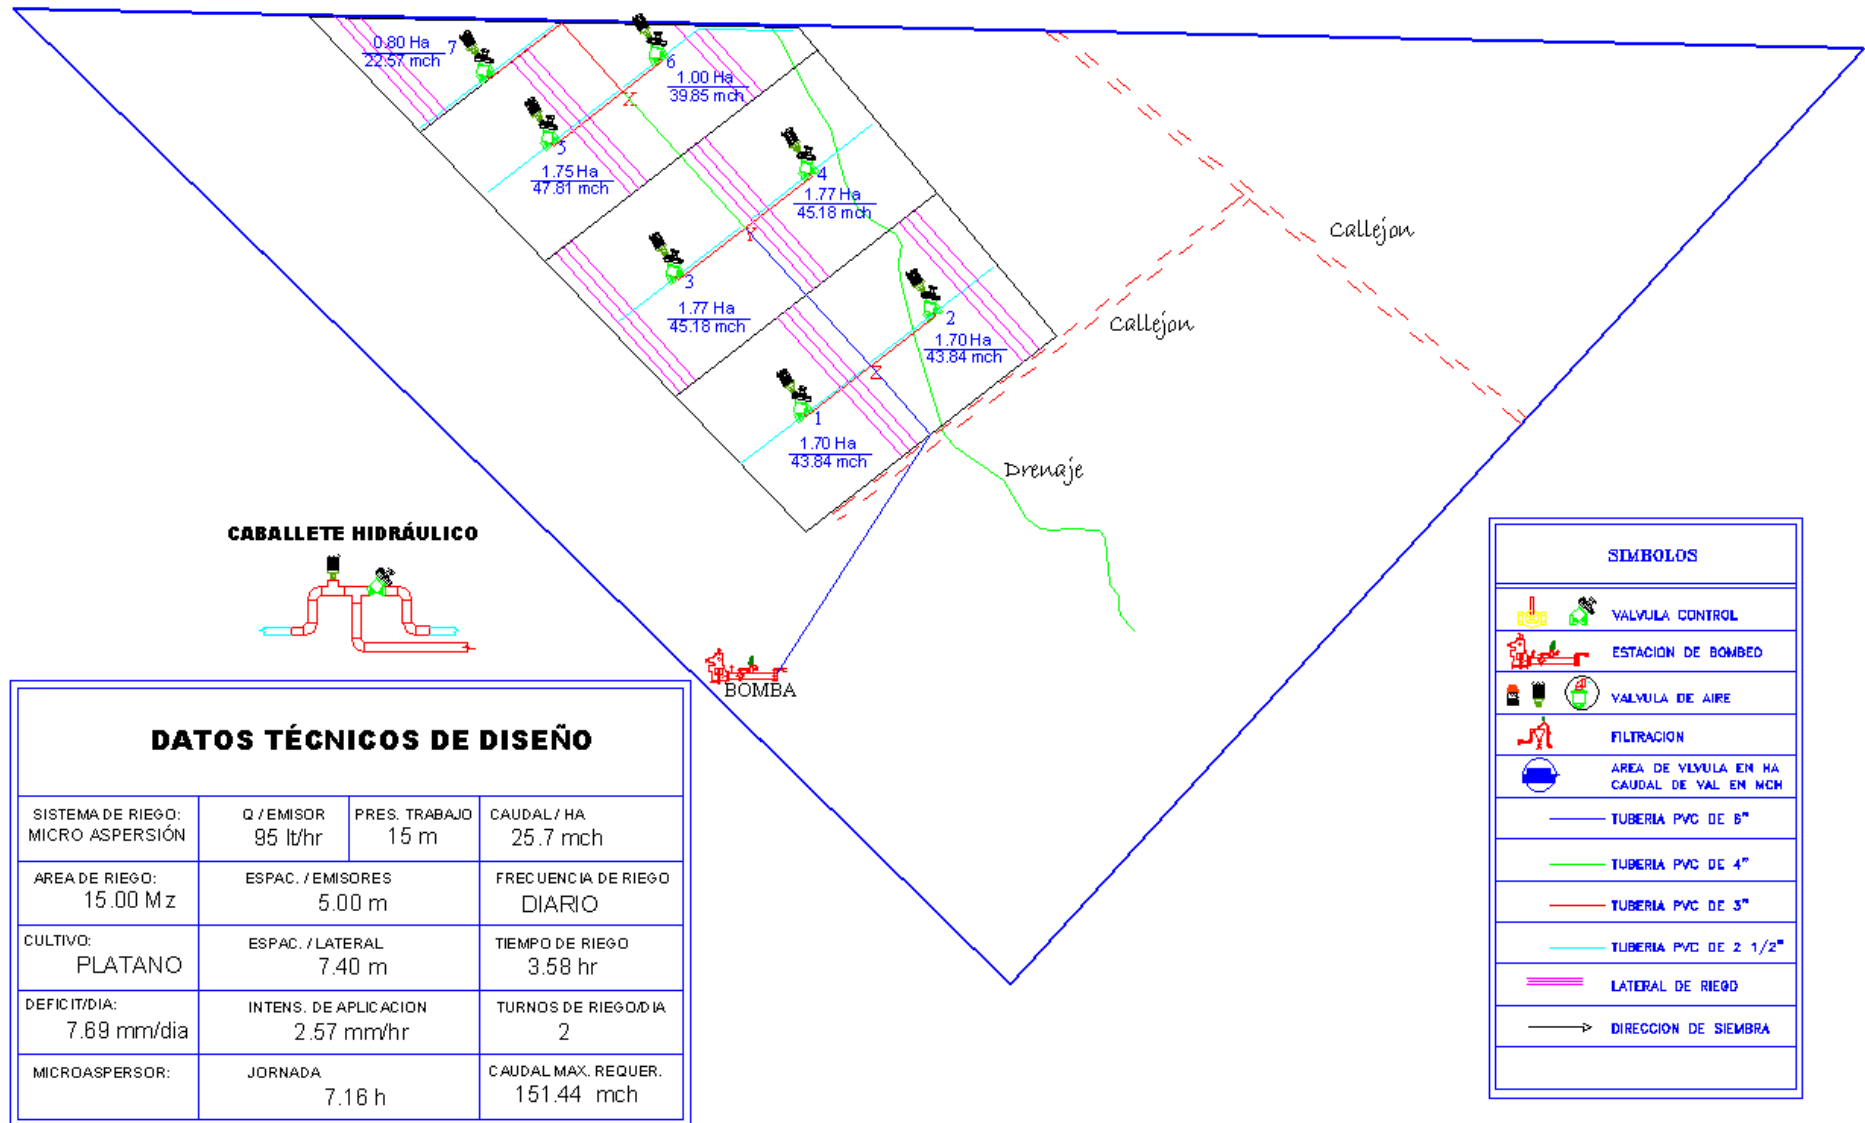 0.80 Ha
22.57 mch
7
6
1.00 Ha
39.85 mch
X
5
1.75 Ha
47.81 mch
4
1.77 Ha
45.18 mch
Y
3
1.77 Ha
45.18 mch
2
1.70 Ha
43.84 mch
Z
1
1.70 Ha
43.84 mch
Callejon
Callejon
Drenaje
BOMBA
CABALLETE HIDRÁULICO
DATOS TÉCNICOS DE DISEÑO
SISTEMA DE RIEGO:
MICRO ASPERSIÓN
Q / EMISOR
95 lt/hr
PRES. TRABAJO
15 m
CAUDAL / HA
25.7 mch
AREA DE RIEGO:
15.00 Mz
ESPAC. / EMISORES
5.00 m
FRECUENCIA DE RIEGO
DIARIO
CULTIVO:
PLATANO
ESPAC. / LATERAL
7.40 m
TIEMPO DE RIEGO
3.58 hr
DEFICIT/DIA:
7.69 mm/dia
INTENS. DE APLICACION
2.57 mm/hr
TURNOS DE RIEGO/DIA
2
MICROASPERSOR:
JORNADA
7.16 h
CAUDAL MAX. REQUER.
151.44 mch
SIMBOLOS
VALVULA CONTROL
ESTACION DE BOMBEO
VALVULA DE AIRE
FILTRACION
AREA DE VLVULA EN HA
CAUDAL DE VAL EN MCH
TUBERIA PVC DE 6"
TUBERIA PVC DE 4"
TUBERIA PVC DE 3"
TUBERIA PVC DE 2 1/2"
LATERAL DE RIEGO
DIRECCION DE SIEMBRA